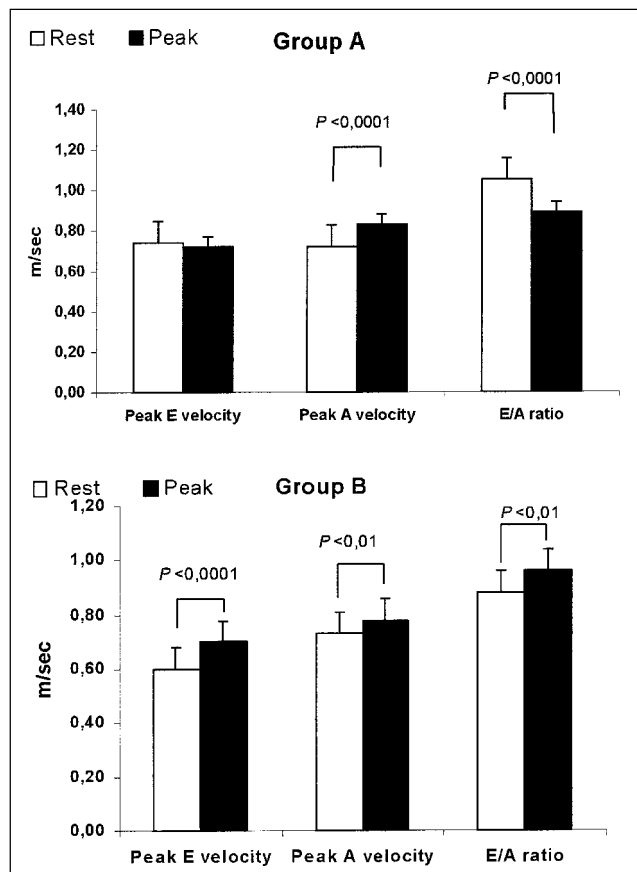 Rest Peak Group A
1,40
1,20
1,00
0,80
0,60
0,40
0,20
0,00
m/sec
P <0,0001
P <0,0001
Peak E velocity Peak A velocity E/A ratio
Rest Peak Group B
1,20
1,00
0,80
0,60
0,40
0,20
0,00
m/sec
P <0,0001
P <0,01
P <0,01
Peak E velocity Peak A velocity E/A ratio